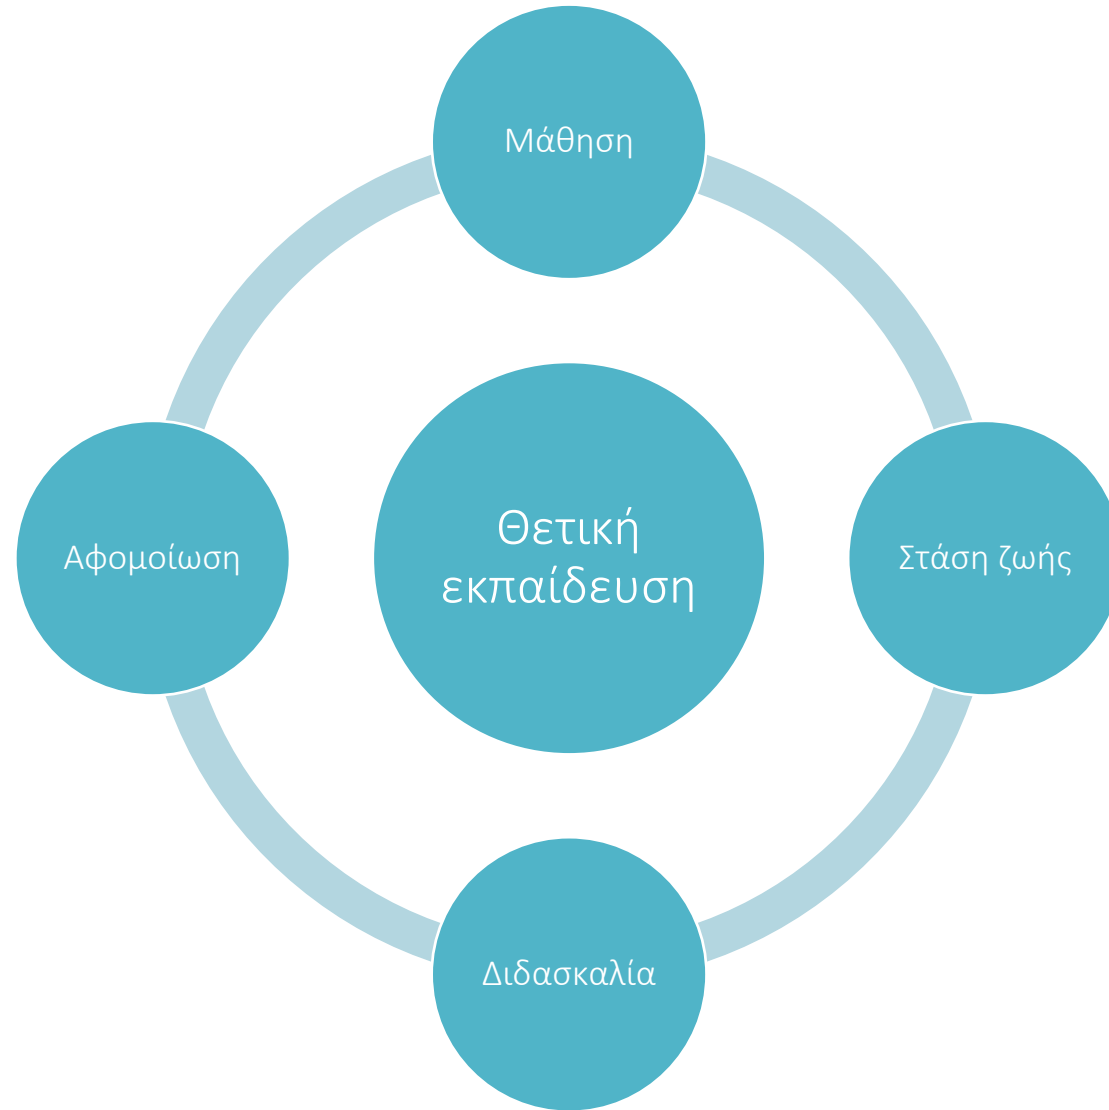 Μάθηση
Θετική
εκπαίδευση
Αφομοίωση
Στάση ζωής
Διδασκαλία